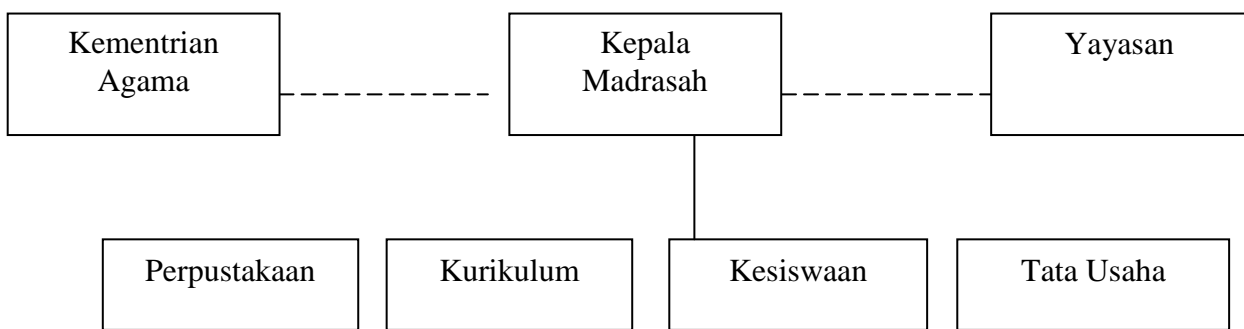 Kementrian
Agama
Kepala
Madrasah
Yayasan
Perpustakaan
Kurikulum
Kesiswaan
Tata Usaha